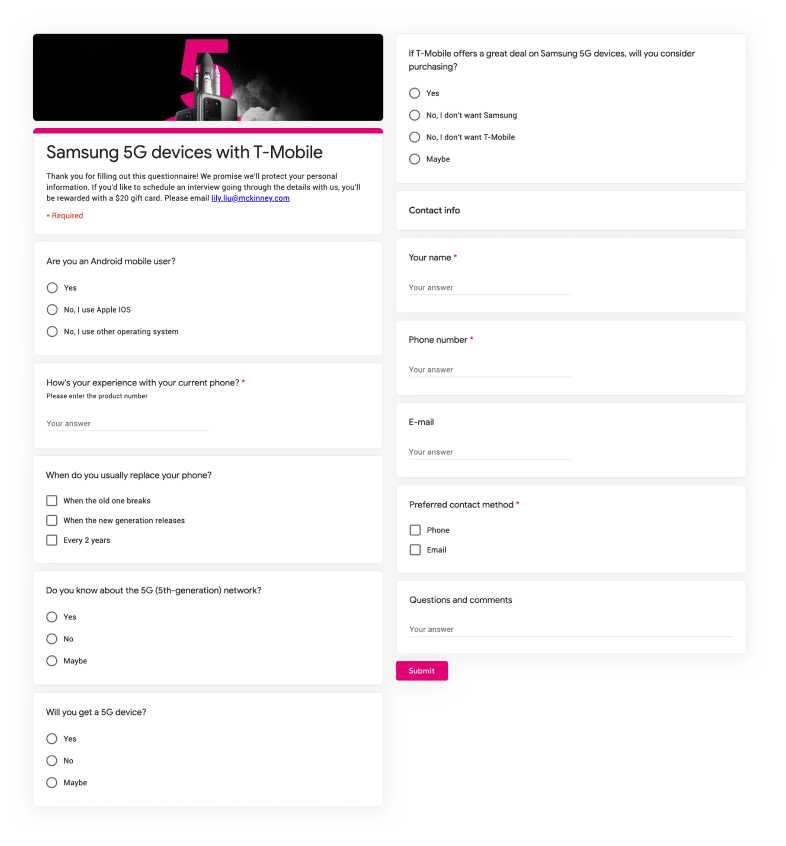 5
Samsung 5G devices with T-Mobile
Thank you for filling out this questionnaire! We promise we'll protect your personal
information. If you'd like to schedule an interview going through the details with us, you'll
be rewarded with a $20 gift card. Please email lily.liu@mckinney.com
* Required
Are you an Android mobile user?
Yes
No, I use Apple IOS
No, I use other operating system
How's your experience with your current phone? *
Please enter the product number
Your answer
When do you usually replace your phone?
When the old one breaks
When the new generation releases
Every 2 years
Do you know about the 5G (5th-generation) network?
Yes
No
Maybe
Will you get a 5G device?
Yes
No
Maybe
If T-Mobile offers a great deal on Samsung 5G devices, will you consider
purchasing?
Yes
No, I don't want Samsung
No, I don't want T-Mobile
Maybe
Contact info
Your name *
Your answer
Phone number *
Your answer
E-mail
Your answer
Preferred contact method *
Phone
Email
Questions and comments
Your answer
Submit